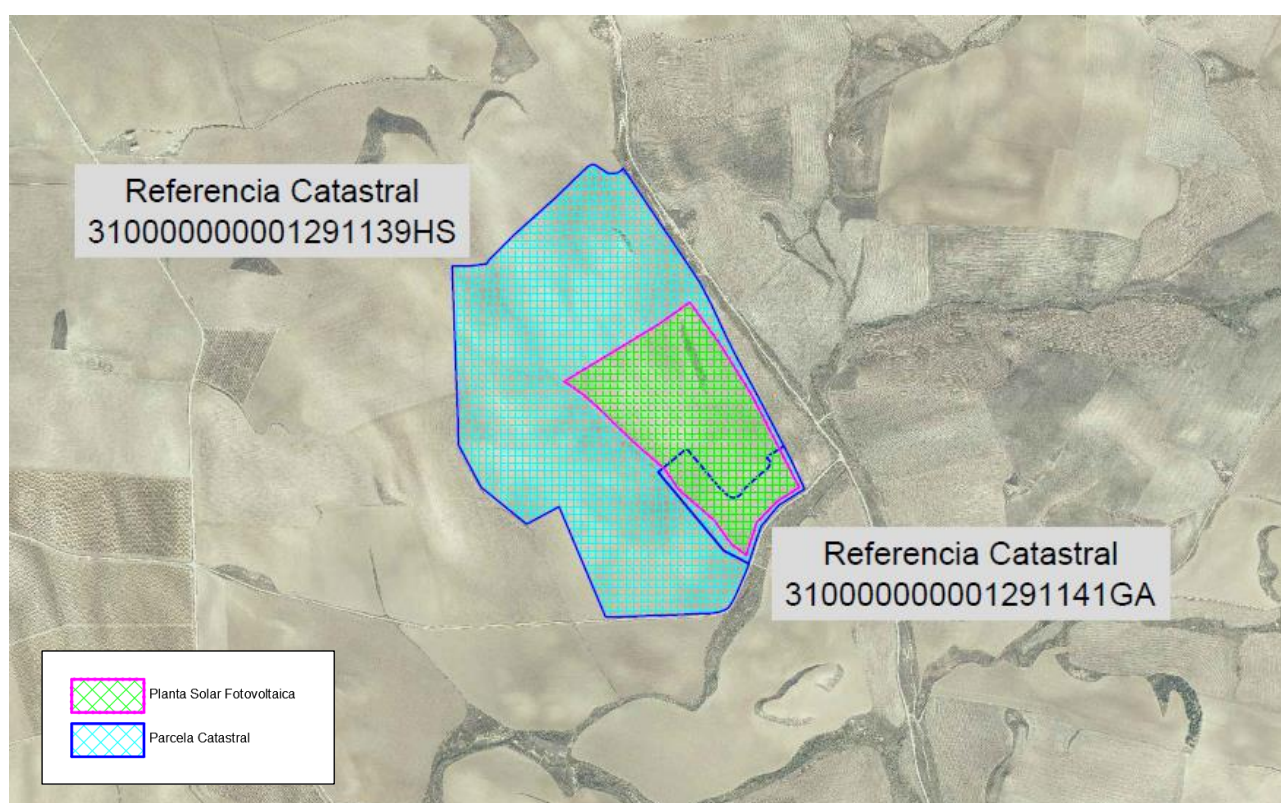 Referencia Catastral
310000000001291139HS
Referencia Catastral
310000000001291141GA
Planta Solar Fotovoltaica
Parcela Catastral